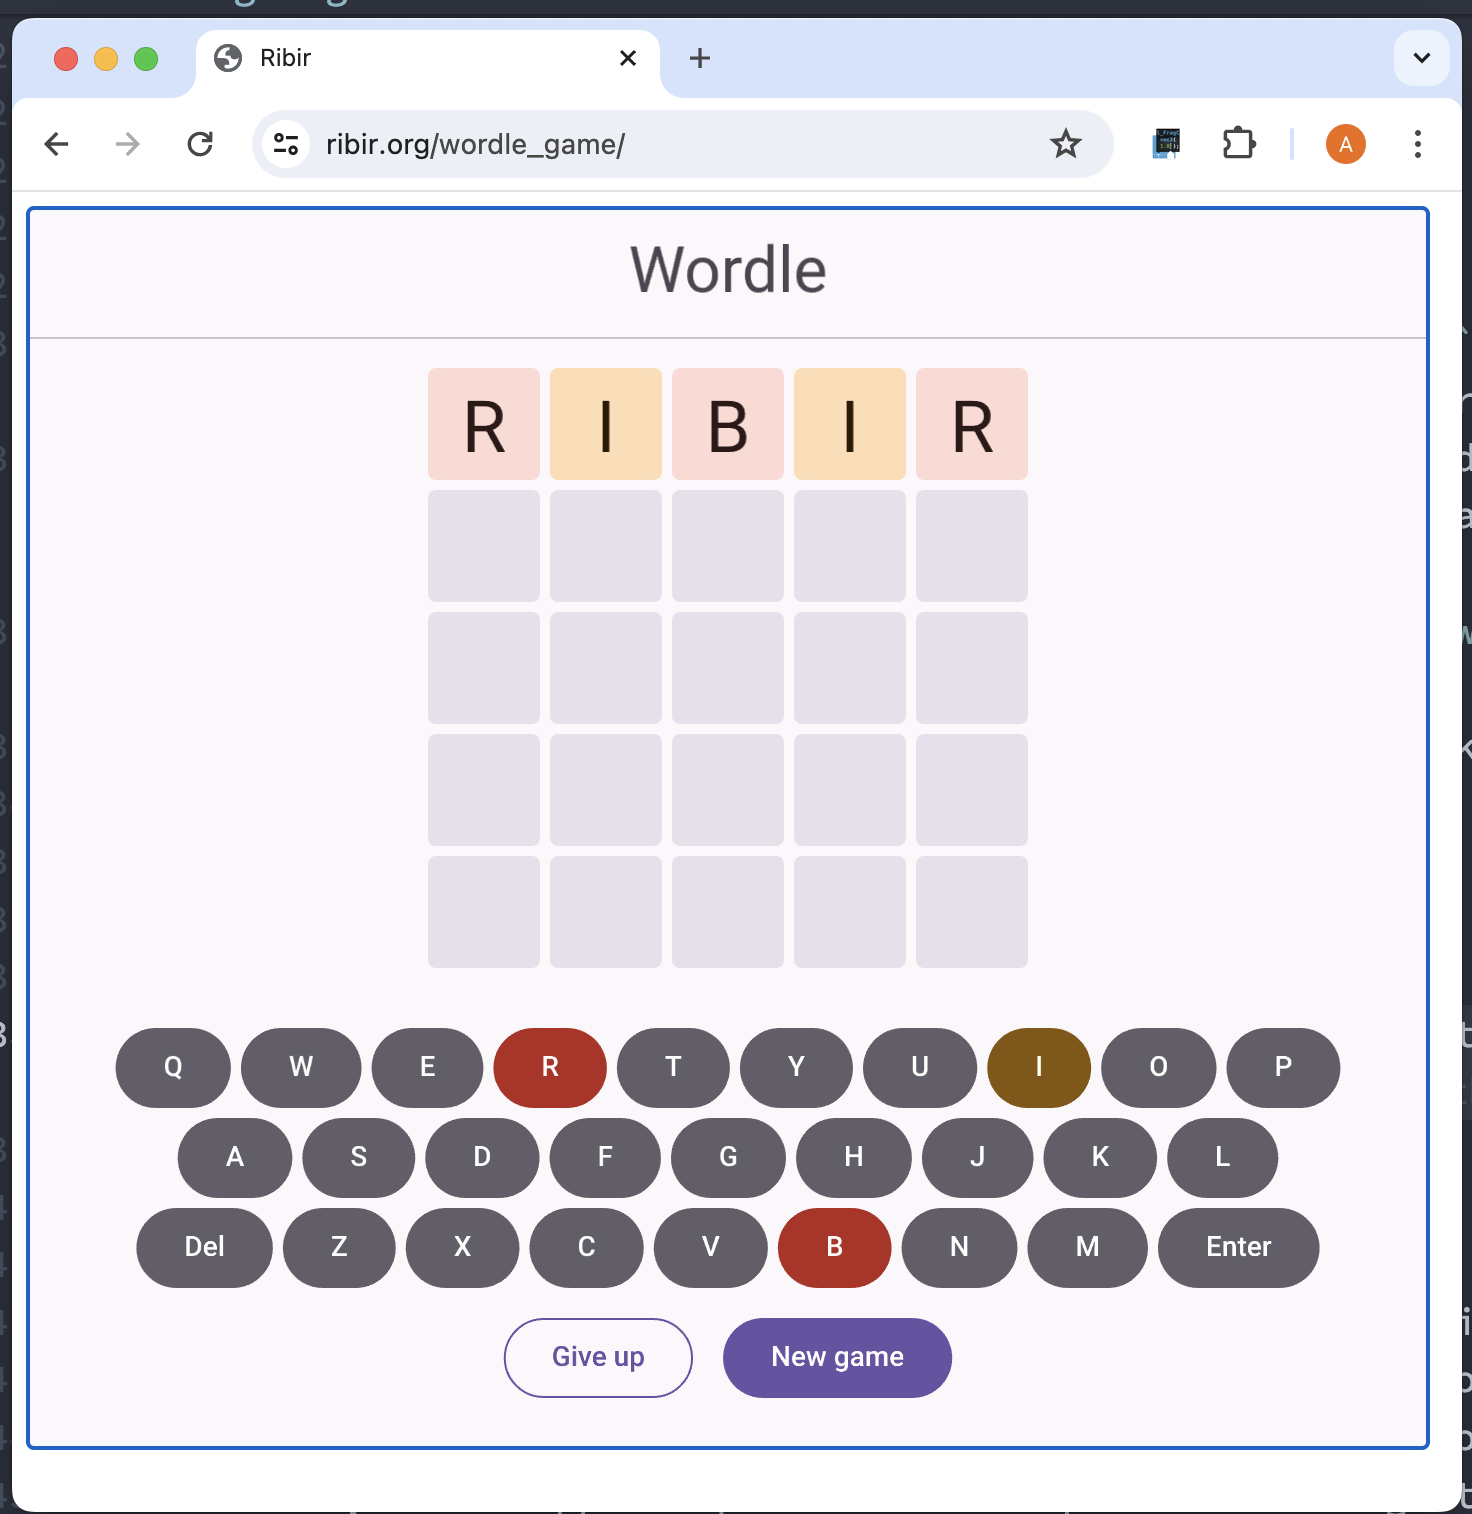 Ribir
ribir.org/wordle_game/
A
Wordle
R I B I R
Q W E R T Y U I O P
A S D F G H J K L
Del Z X C V B N M Enter
Give up New game